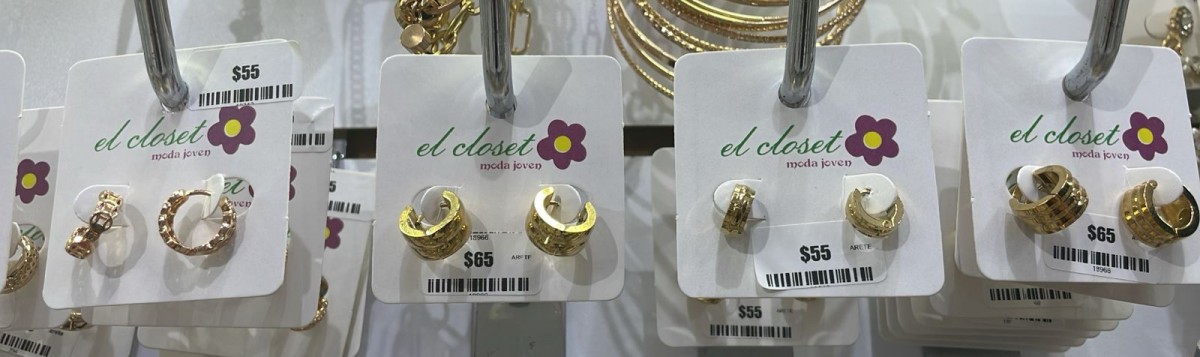 $55
el closet
moda joven
el closet
moda joven
18966
$65
ARETE
el closet
moda joven
$55
ARETE
$55
el closet
moda joven
$65
18966